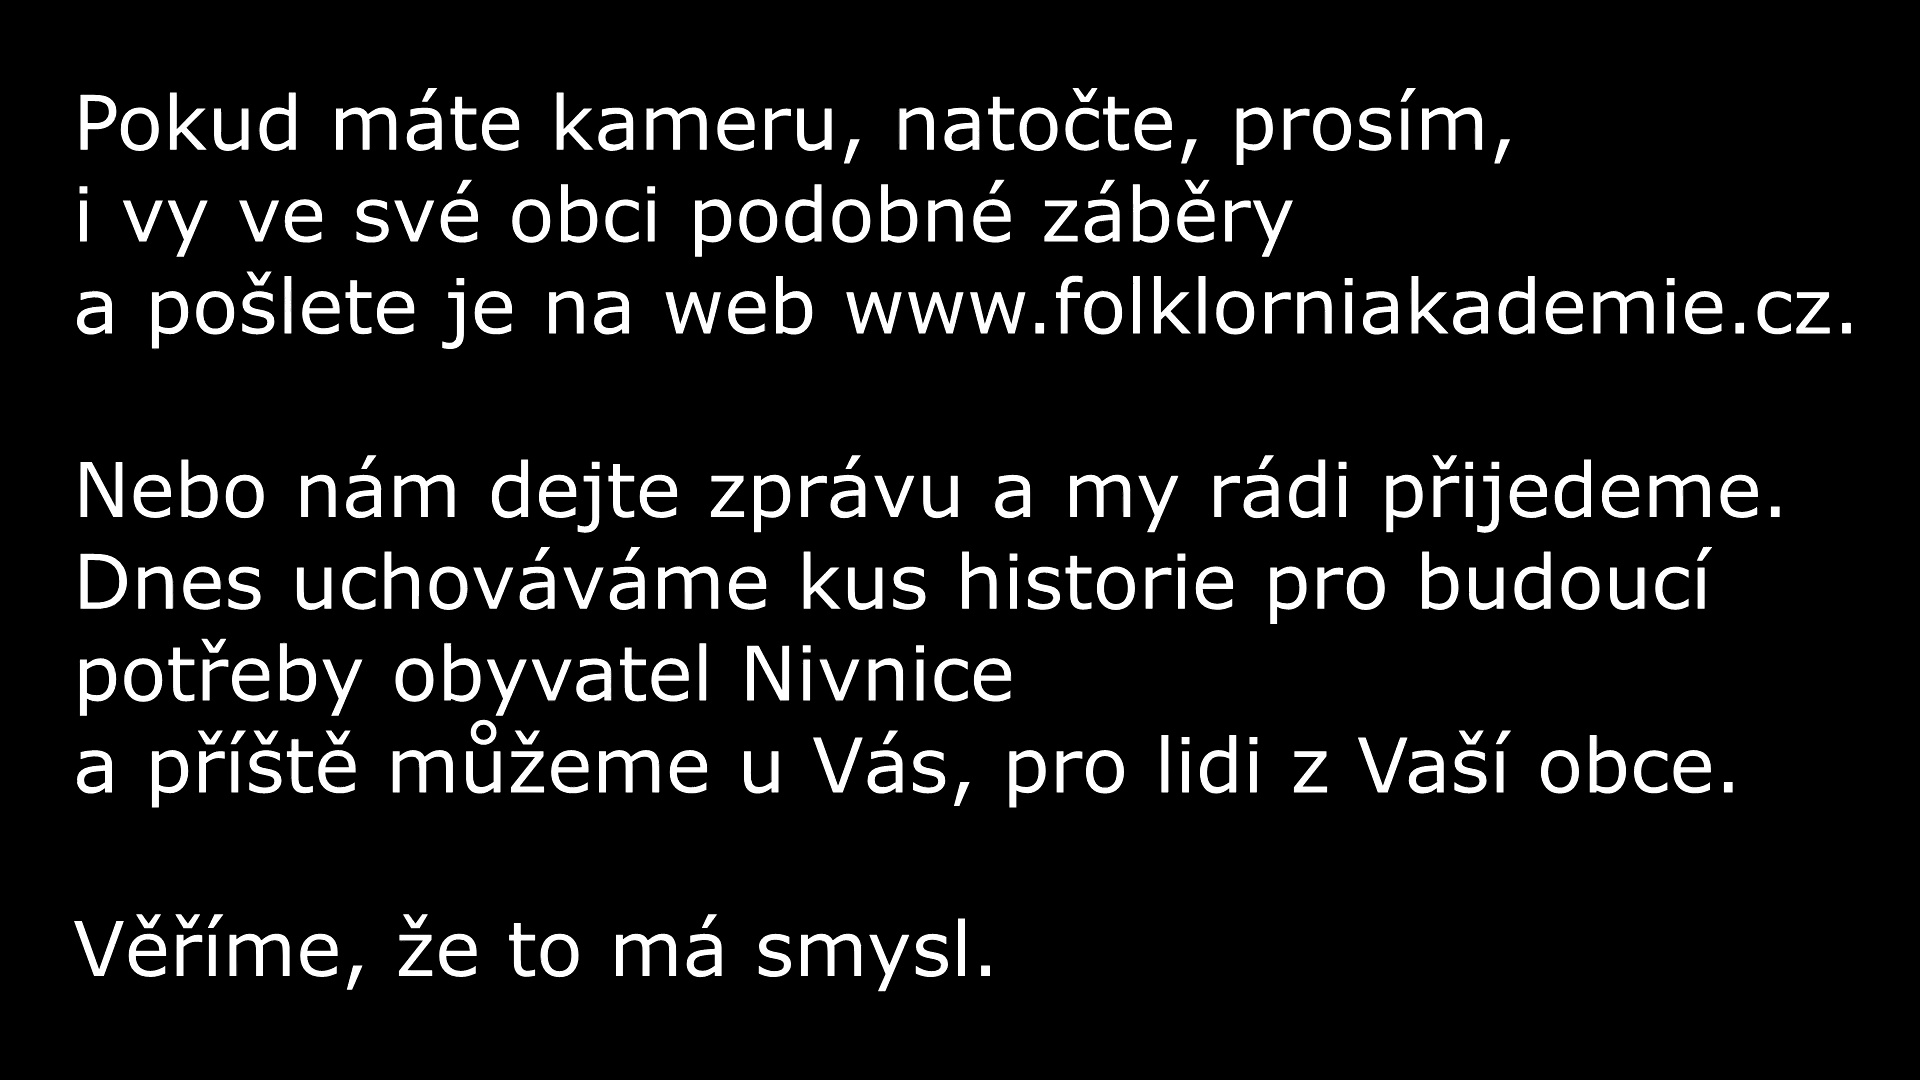 Pokud máte kameru, natočte, prosím,
i vy ve své obci podobné záběry
a pošlete je na web www.folklorniakademie.cz.
Nebo nám dejte zprávu a my rádi přijedeme.
Dnes uchováváme kus historie pro budoucí
potřeby obyvatel Nivnice
a příště můžeme u Vás, pro lidi z Vaší obce.
Věříme, že to má smysl.